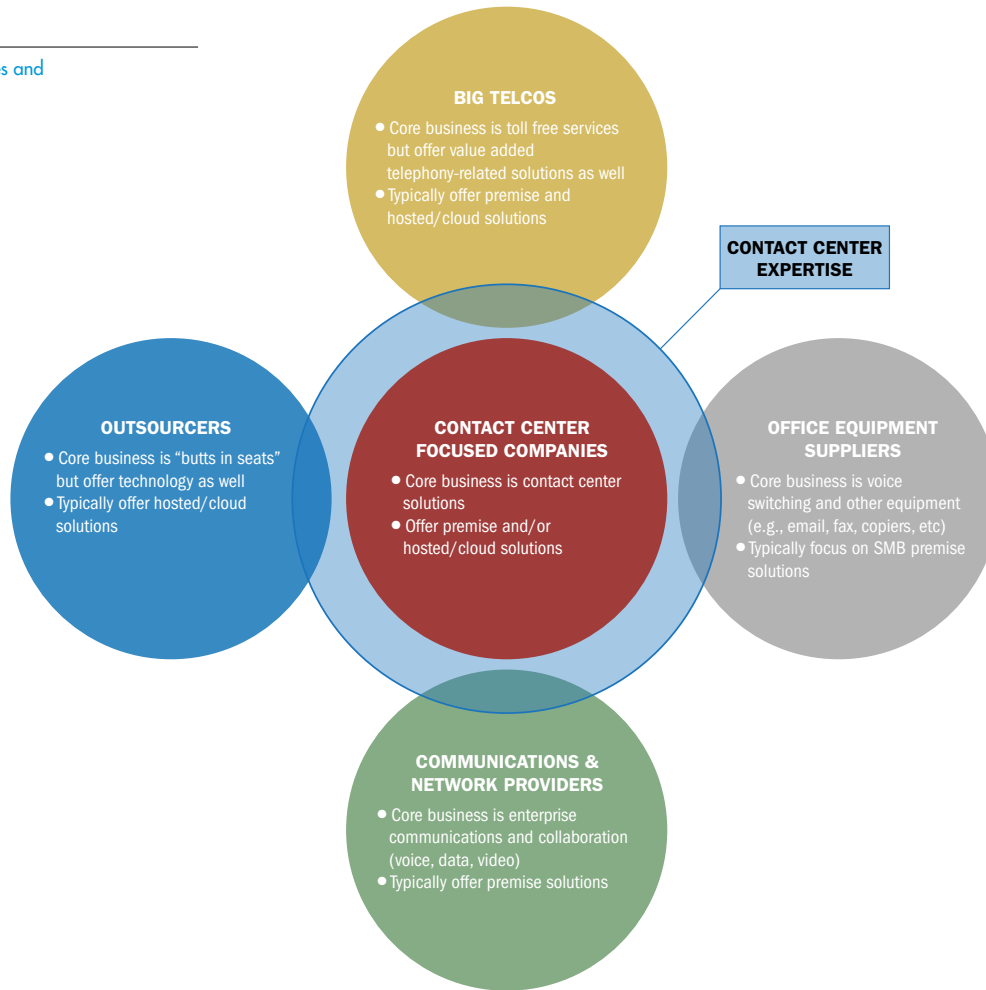 and
BIG TELCOS
• Core business is toll free services
but offer value added
telephony-related solutions as well
• Typically offer premise and
hosted/cloud solutions
CONTACT CENTER
EXPERTISE
OUTSOURCERS
• Core business is “butts in seats”
but offer technology as well
• Typically offer hosted/cloud
solutions
CONTACT CENTER
FOCUSED COMPANIES
• Core business is contact center
solutions
• Offer premise and/or
hosted/cloud solutions
OFFICE EQUIPMENT
SUPPLIERS
• Core business is voice
switching and other equipment
(e.g., email, fax, copiers, etc)
• Typically focus on SMB premise
solutions
COMMUNICATIONS &
NETWORK PROVIDERS
• Core business is enterprise
communications and collaboration
(voice, data, video)
• Typically offer premise solutions